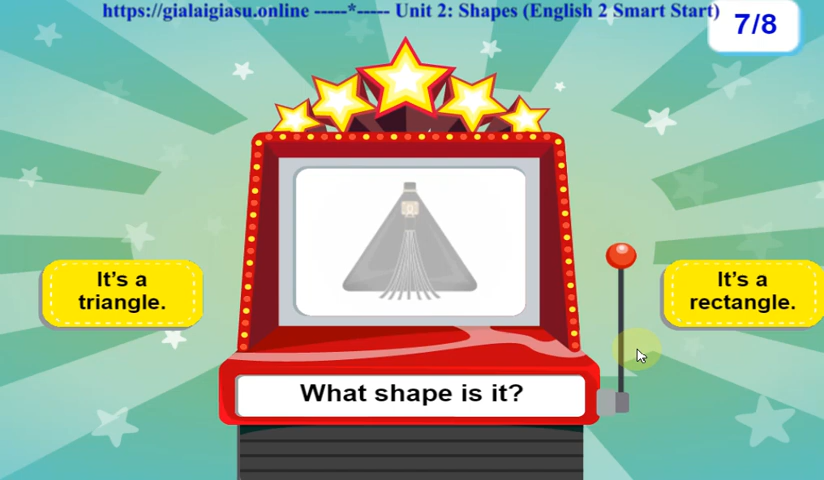 https://gialaigiasu.online -----*----- Unit 2: Shapes (English 2 Smart Start)
7/8
It's a
triangle.
It's a
rectangle.
What shape is it?